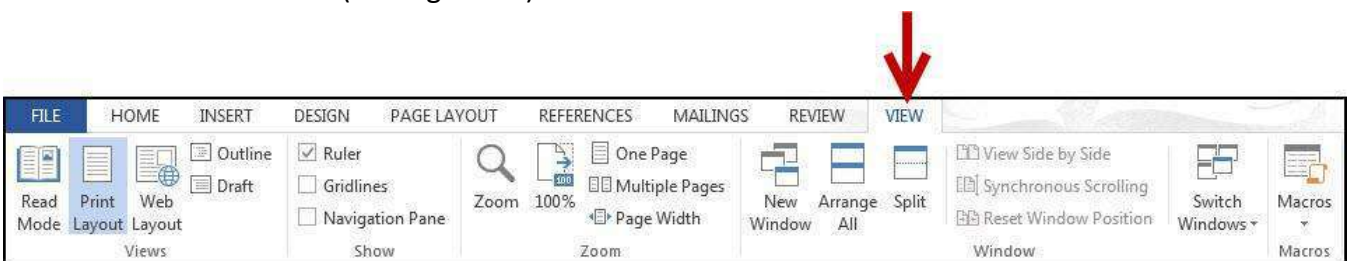 FILE HOME INSERT DESIGN PAGE LAYOUT REFERENCES MAILINGS REVIEW VIEW
Read Mode
Print Layout
Web Layout
Outline
Draft
Views
Ruler
Gridlines
Navigation Pane
Show
Zoom
100
100%
One Page
Multiple Pages
Page Width
Zoom
New Window
Arrange All
Split
View Side by Side
Synchronous Scrolling
Reset Window Position
Switch Windows
Window
Macros
Macros